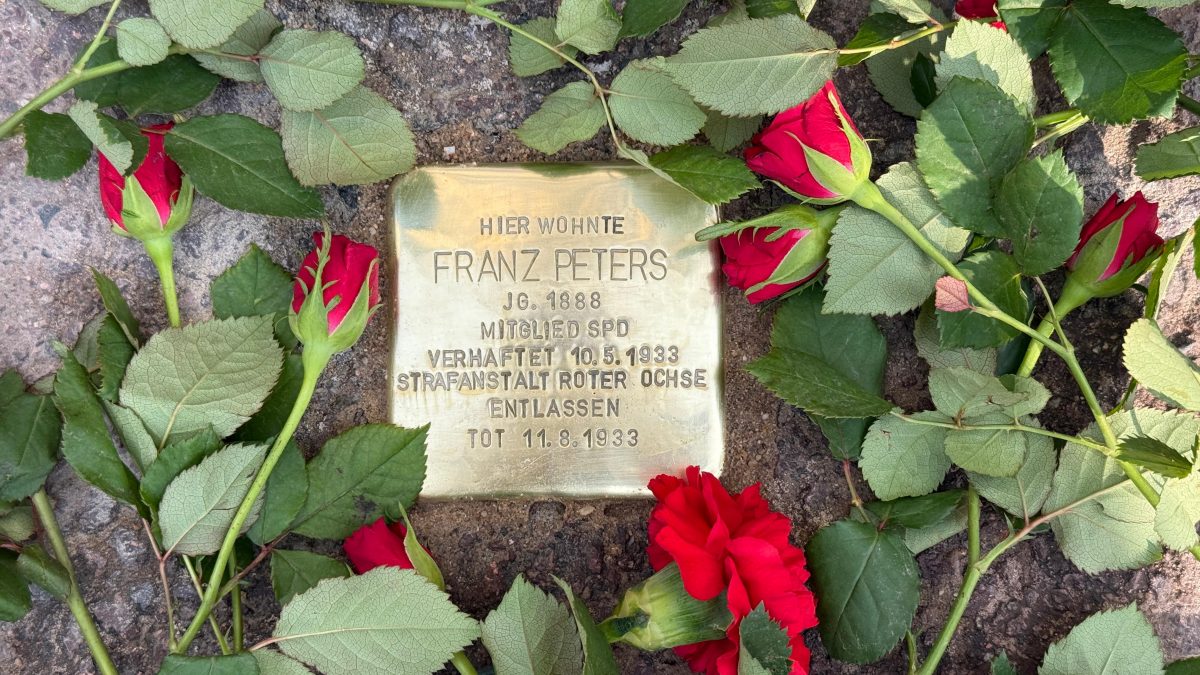 HIER WOHNTE
FRANZ PETERS
JG. 1888
MITGLIED SPD
VERHAFTET 10.5.1933
STRAFANSTALT ROTER OCHSE
ENTLASSEN
TOT 11.8.1933